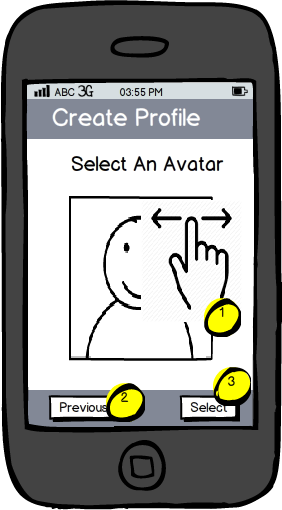 ABC 3G 03:55 PM
Create Profile
Select An Avatar
1
2
3
Previous
Select